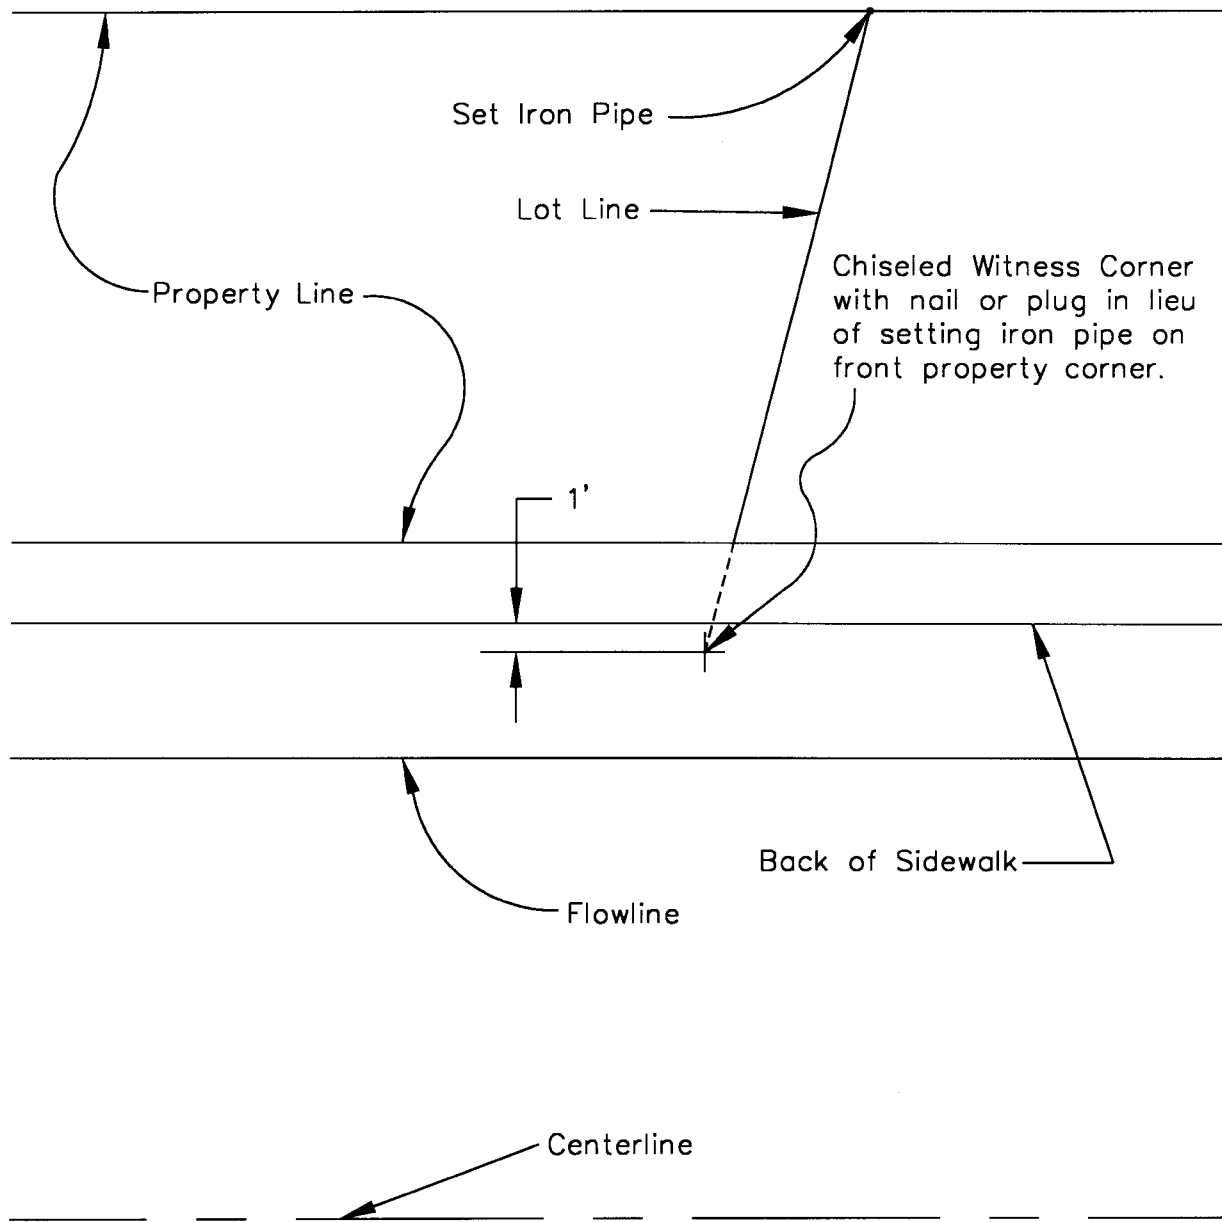 Set Iron Pipe
Lot Line
Chiseled Witness Corner
with nail or plug in lieu
of setting iron pipe on
front property corner.
Property Line
1'
Back of Sidewalk
Flowline
Centerline